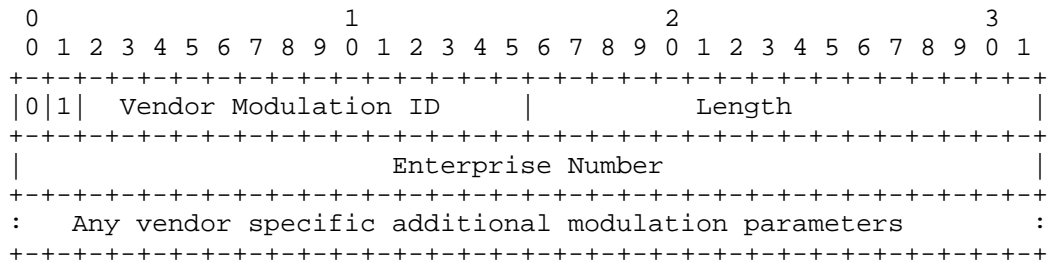 0                   1                   2                   3
 0 1 2 3 4 5 6 7 8 9 0 1 2 3 4 5 6 7 8 9 0 1 2 3 4 5 6 7 8 9 0 1
+-+-+-+-+-+-+-+-+-+-+-+-+-+-+-+-+-+-+-+-+-+-+-+-+-+-+-+-+-+-+-+-+
|0|1|  Vendor Modulation ID     |          Length               |
+-+-+-+-+-+-+-+-+-+-+-+-+-+-+-+-+-+-+-+-+-+-+-+-+-+-+-+-+-+-+-+-+
|                       Enterprise Number                       |
+-+-+-+-+-+-+-+-+-+-+-+-+-+-+-+-+-+-+-+-+-+-+-+-+-+-+-+-+-+-+-+-+
:   Any vendor specific additional modulation parameters        :
+-+-+-+-+-+-+-+-+-+-+-+-+-+-+-+-+-+-+-+-+-+-+-+-+-+-+-+-+-+-+-+-+